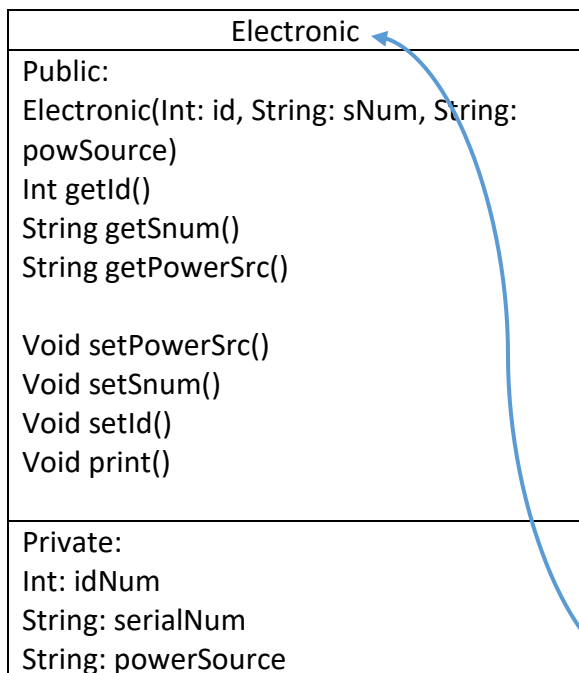 Electronic
Public:
Electronic(Int: id, String: sNum, String:
powSource)
Int getId()
String getSnum()
String getPowerSrc()
Void setPowerSrc()
Void setSnum()
Void setId()
Void print()
Private:
Int: idNum
String: serialNum
String: powerSource